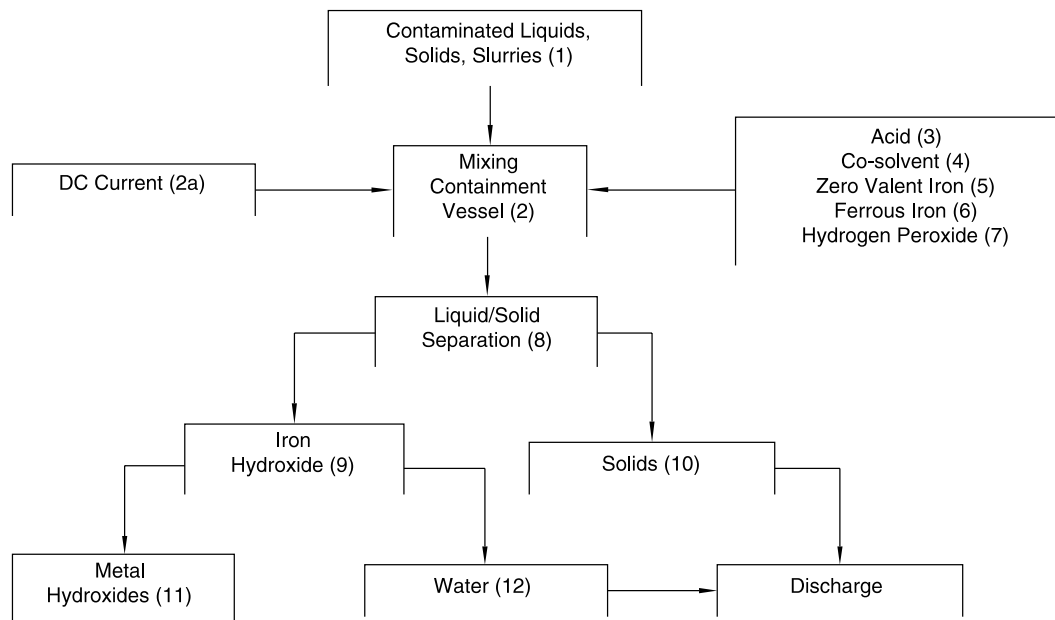 Contaminated Liquids,
Solids, Slurries (1)
DC Current (2a)
Mixing
Containment
Vessel (2)
Acid (3)
Co-solvent (4)
Zero Valent Iron (5)
Ferrous Iron (6)
Hydrogen Peroxide (7)
Liquid/Solid
Separation (8)
Iron
Hydroxide (9)
Solids (10)
Metal
Hydroxides (11)
Water (12)
Discharge